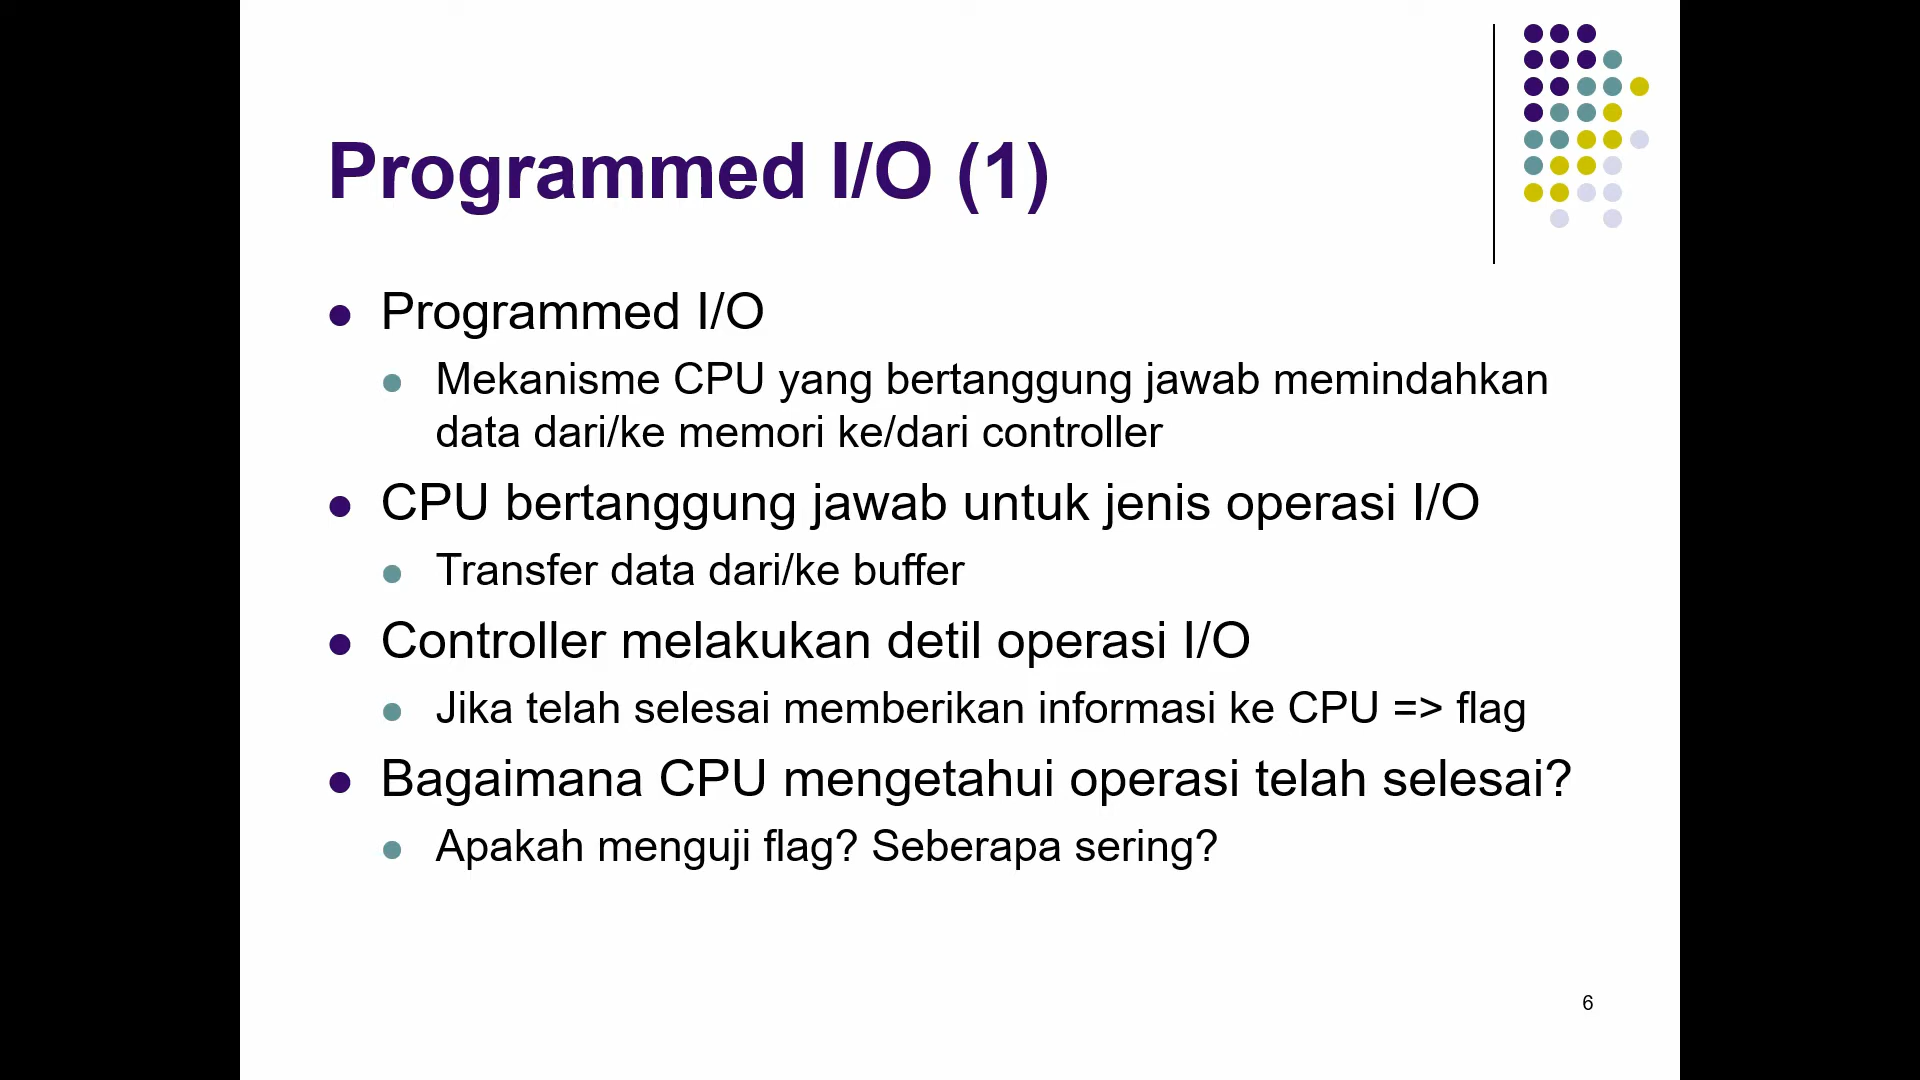 Programmed I/O (1)
Programmed I/O
Mekanisme CPU yang bertanggung jawab memindahkan
data dari/ke memori ke/dari controller
CPU bertanggung jawab untuk jenis operasi I/O
Transfer data dari/ke buffer
Controller melakukan detil operasi I/O
Jika telah selesai memberikan informasi ke CPU => flag
Bagaimana CPU mengetahui operasi telah selesai?
Apakah menguji flag? Seberapa sering?
6